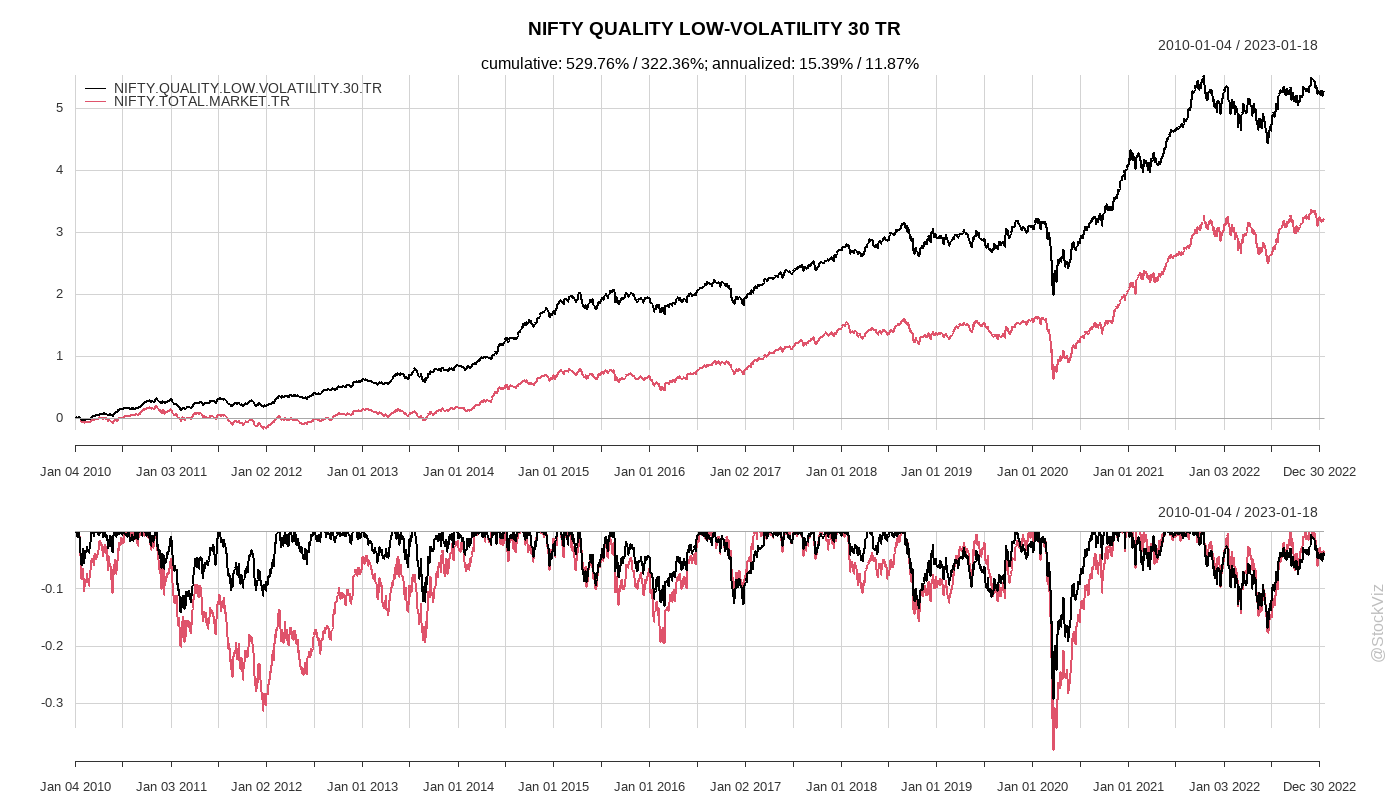 NIFTY QUALITY LOW-VOLATILITY 30 TR
2010-01-04 / 2023-01-18
cumulative: 529.76% / 322.36%; annualized: 15.39% / 11.87%
NIFTY.QUALITY.LOW.VOLATILITY.30.TR
NIFTY.TOTAL.MARKET.TR
5
4
3
2
1
0
Jan 04 2010 Jan 03 2011 Jan 02 2012 Jan 01 2013 Jan 01 2014 Jan 01 2015 Jan 01 2016 Jan 02 2017 Jan 01 2018 Jan 01 2019 Jan 01 2020 Jan 01 2021 Jan 03 2022 Dec 30 2022
2010-01-04 / 2023-01-18
-0.1
-0.2
-0.3
Jan 04 2010 Jan 03 2011 Jan 02 2012 Jan 01 2013 Jan 01 2014 Jan 01 2015 Jan 01 2016 Jan 02 2017 Jan 01 2018 Jan 01 2019 Jan 01 2020 Jan 01 2021 Jan 03 2022 Dec 30 2022
@StockViz